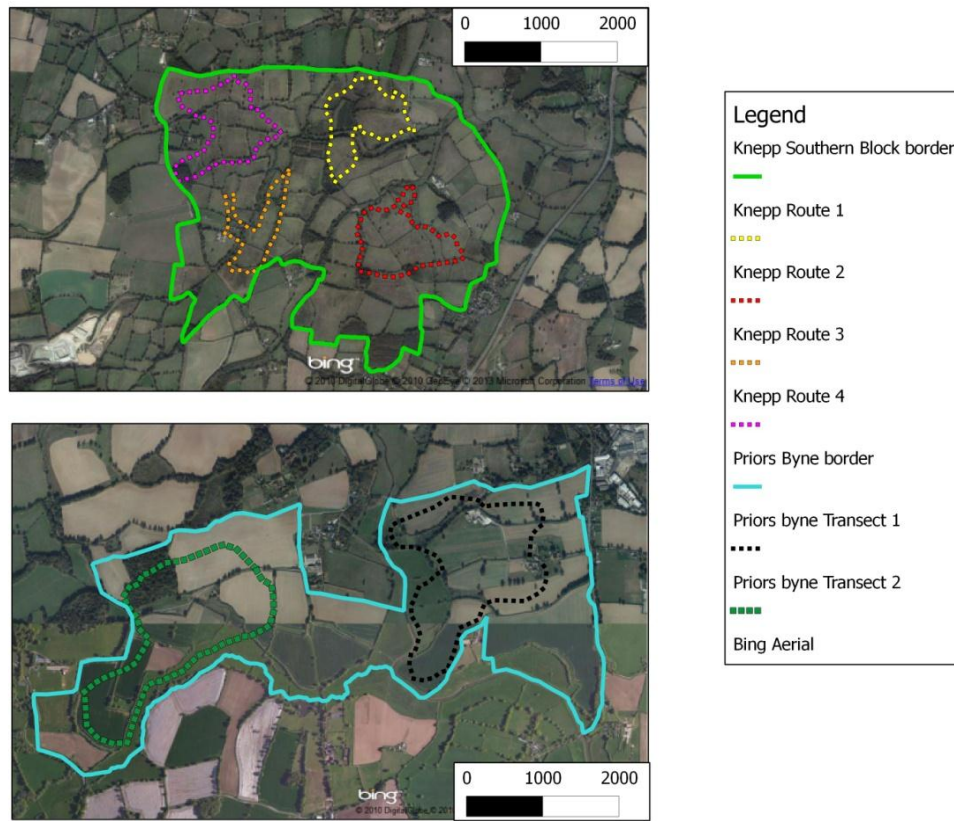 0 1000 2000
bing
© 2010 DigitalGlobe © 2010 GeoEye © 2013 Microsoft Corporation Terms of Use
Legend
Knepp Southern Block border
Knepp Route 1
Knepp Route 2
Knepp Route 3
Knepp Route 4
Priors Byne border
Priors byne Transect 1
Priors byne Transect 2
Bing Aerial
0 1000 2000
bing
© 2010 DigitalGlobe ©